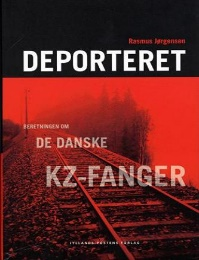 Rasmus Jørgensen
DEPORTERET
BERETNINGEN OM
DE DANSKE
KZ-FANGER
JYLLANDS-POSTENS FORLAG